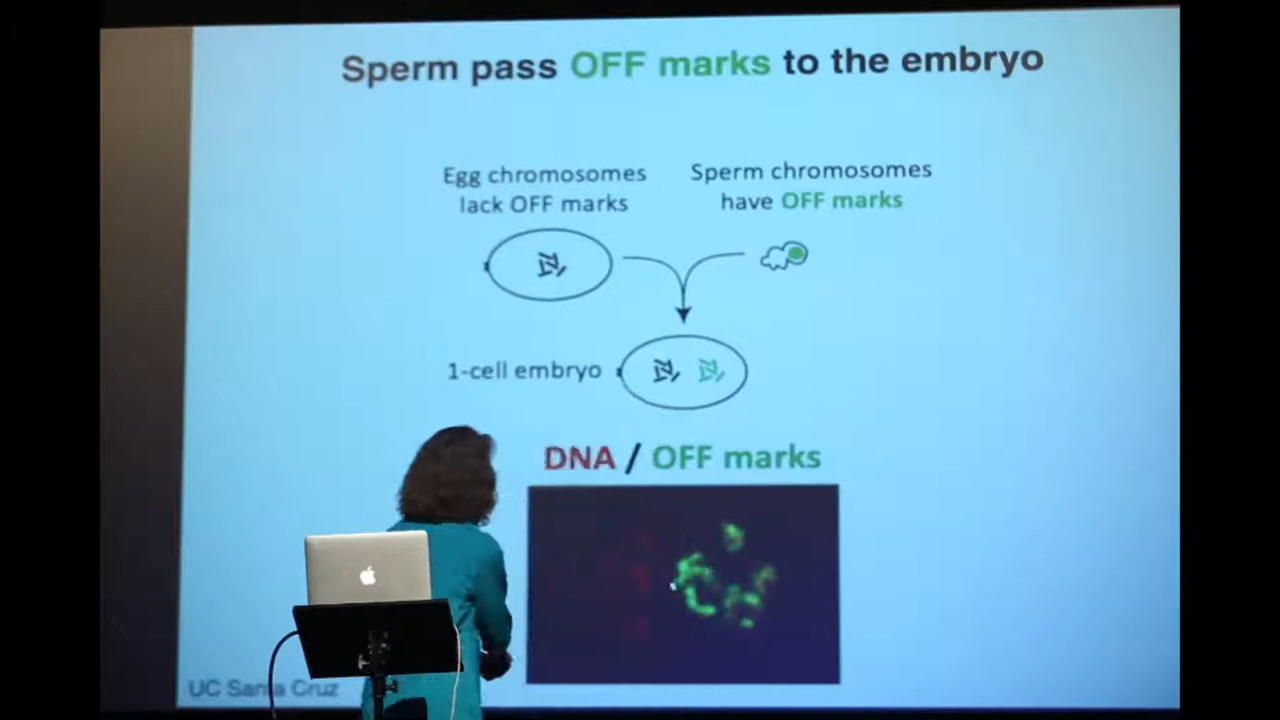 Sperm pass OFF marks to the embryo
Egg chromosomes
lack OFF marks
Sperm chromosomes
have OFF marks
1-cell embryo
DNA / OFF marks
UC Santa Cruz